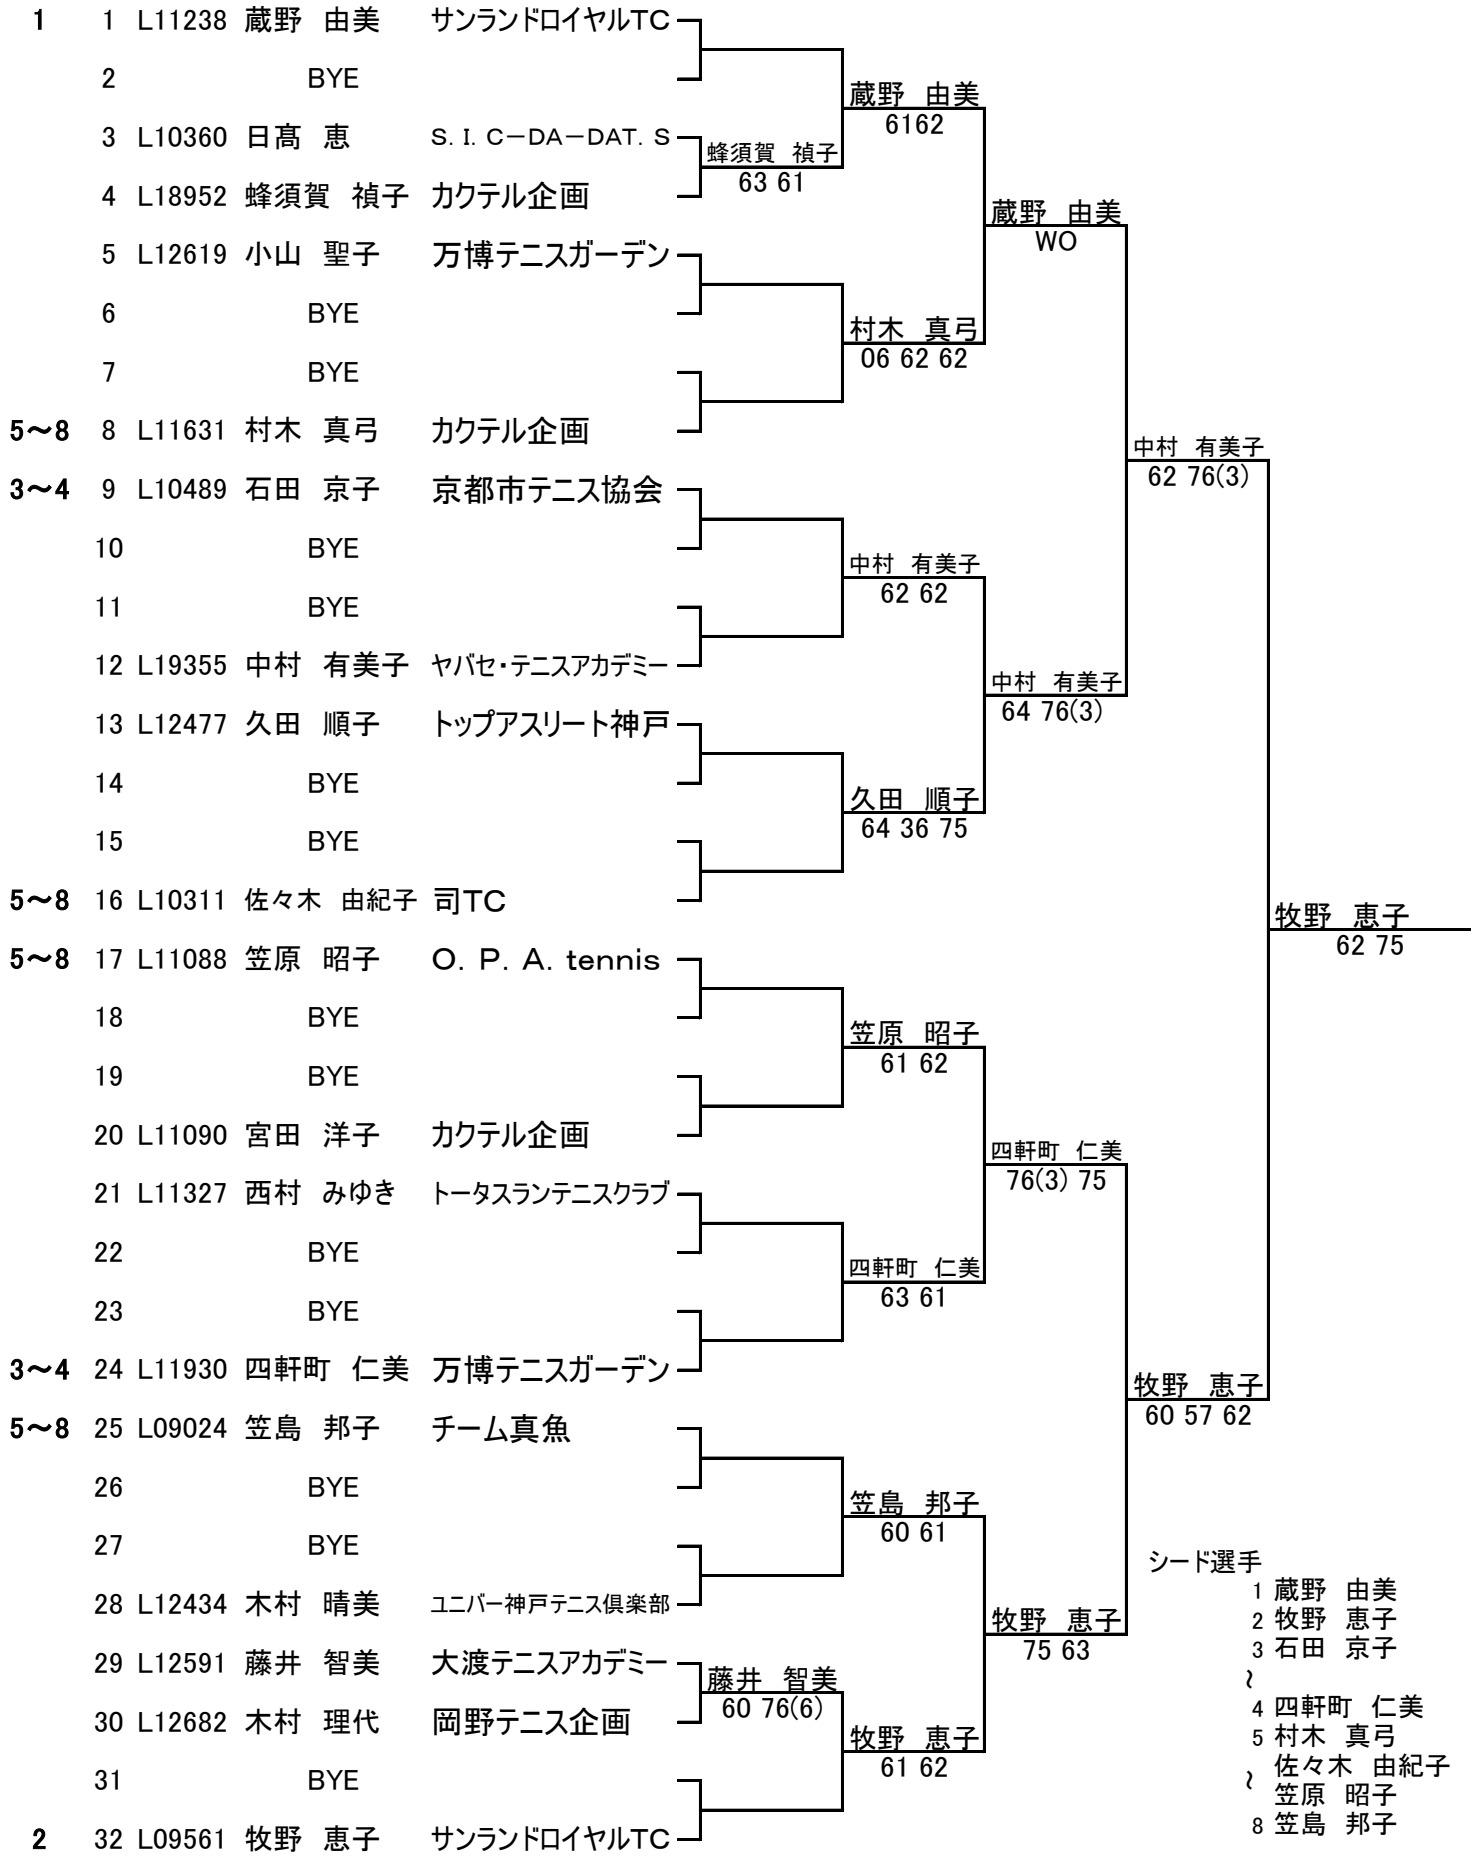 1 1 L11238 蔵野 由美 サンランドロイヤルTC
2 BYE
蔵野 由美
6162
3 L10360 日髙 恵 S. I. C－DA－DAT. S
蜂須賀 禎子
63 61
4 L18952 蜂須賀 禎子 カクテル企画
蔵野 由美
WO
5 L12619 小山 聖子 万博テニスガーデン
6 BYE
村木 真弓
06 62 62
7 BYE
5～8 8 L11631 村木 真弓 カクテル企画
中村 有美子
62 76(3)
3～4 9 L10489 石田 京子 京都市テニス協会
10 BYE
中村 有美子
62 62
11 BYE
12 L19355 中村 有美子 ヤバセ・テニスアカデミー
中村 有美子
64 76(3)
13 L12477 久田 順子 トップアスリート神戸
14 BYE
久田 順子
64 36 75
15 BYE
5～8 16 L10311 佐々木 由紀子 司TC
牧野 恵子
62 75
5～8 17 L11088 笠原 昭子 O. P. A. tennis
18 BYE
笠原 昭子
61 62
19 BYE
20 L11090 宮田 洋子 カクテル企画
四軒町 仁美
76(3) 75
21 L11327 西村 みゆき トータスランテニスクラブ
22 BYE
四軒町 仁美
63 61
23 BYE
3～4 24 L11930 四軒町 仁美 万博テニスガーデン
牧野 恵子
60 57 62
5～8 25 L09024 笠島 邦子 チーム真魚
26 BYE
笠島 邦子
60 61
27 BYE
28 L12434 木村 晴美 ユニバー神戸テニス倶楽部
牧野 恵子
75 63
29 L12591 藤井 智美 大渡テニスアカデミー
藤井 智美
60 76(6)
30 L12682 木村 理代 岡野テニス企画
牧野 恵子
61 62
31 BYE
2 32 L09561 牧野 恵子 サンランドロイヤルTC
シード選手
1 蔵野 由美
2 牧野 恵子
3 石田 京子
～
4 四軒町 仁美
5 村木 真弓
佐々木 由紀子
～
笠原 昭子
8 笠島 邦子